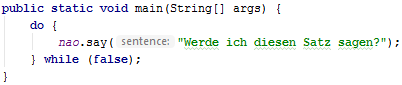 public static void main(String[] args) {
do {
nao.say( sentence: "Werde ich diesen Satz sagen?");
} while (false);
}